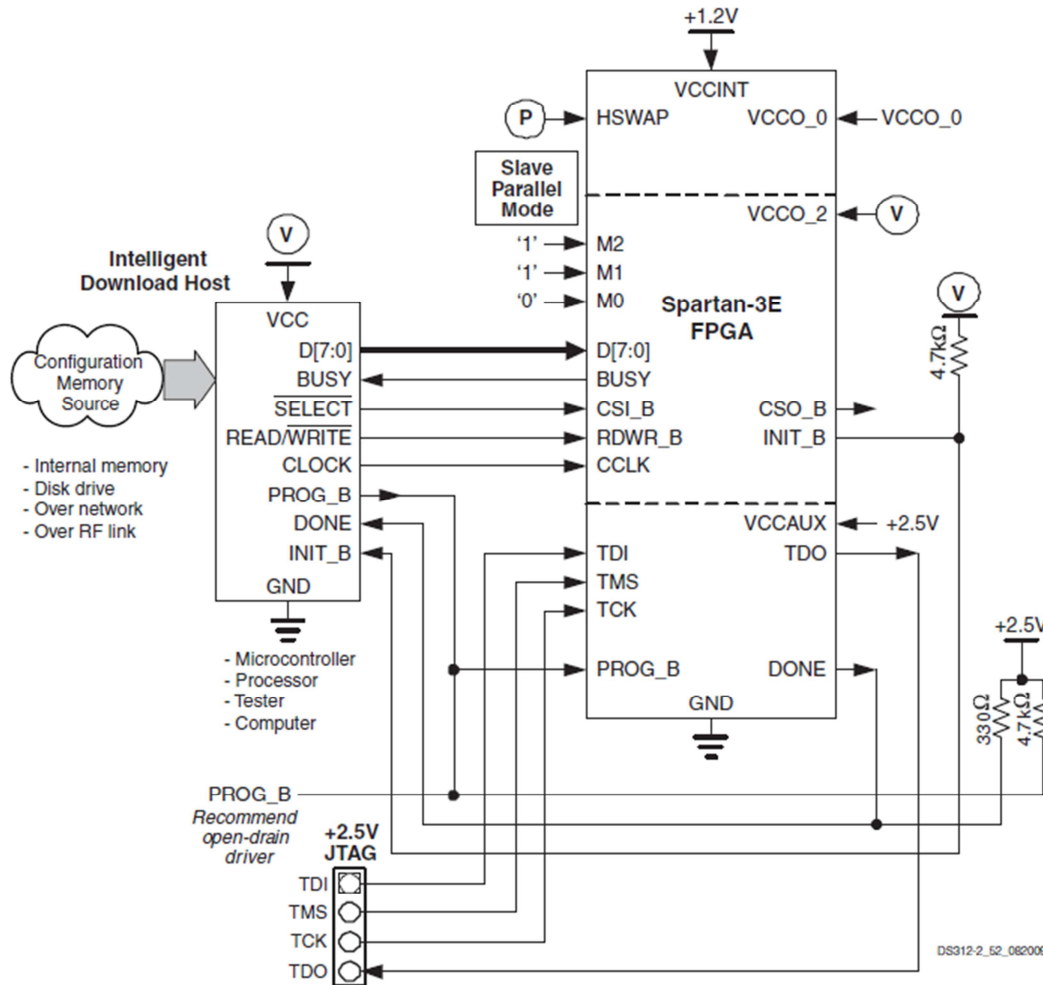 +1.2V
VCCINT
P
HSWAP
VCCO_0
VCCO_0
Slave
Parallel
Mode
VCCO_2
V
'1'
M2
'1'
M1
'0'
M0
Spartan-3E
FPGA
V
Intelligent
Download Host
V
4.7kΩ
VCC
Configuration
Memory
Source
D[7:0]
D[7:0]
BUSY
BUSY
SELECT
CSI_B
CSO_B
READ/WRITE
RDWR_B
INIT_B
CLOCK
CCLK
- Internal memory
- Disk drive
- Over network
- Over RF link
PROG_B
DONE
VCCAUX
+2.5V
INIT_B
TDI
TDO
GND
TMS
TCK
+2.5V
- Microcontroller
- Processor
- Tester
- Computer
PROG_B
DONE
GND
330Ω
4.7kΩ
PROG_B
Recommend
open-drain
driver
+2.5V
JTAG
TDI
TMS
TCK
TDO
DS312-2_52_082009